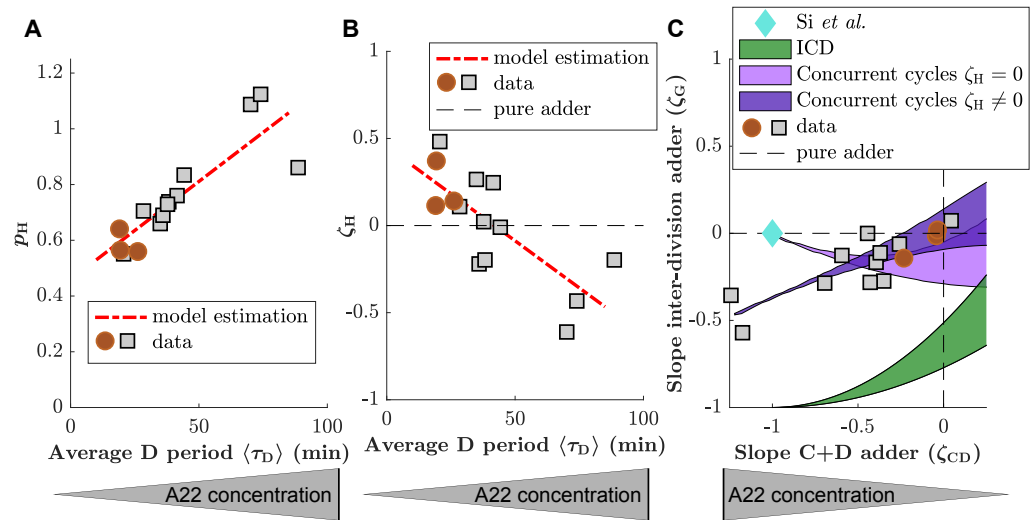 A
1.2
1
0.8
0.6
0.4
0.2
0
p_H
model estimation
data
0
50
100
Average D period ⟨τ_D⟩ (min)
A22 concentration
B
1
0.5
0
-0.5
-1
ζ_H
model estimation
data
pure adder
0
50
100
Average D period ⟨τ_D⟩ (min)
A22 concentration
C
Si et al.
ICD
Concurrent cycles ζ_H = 0
Concurrent cycles ζ_H ≠ 0
data
pure adder
Slope inter-division adder (ζ_G)
1
0.5
0
-0.5
-1
-1
-0.5
0
Slope C+D adder (ζ_CD)
A22 concentration